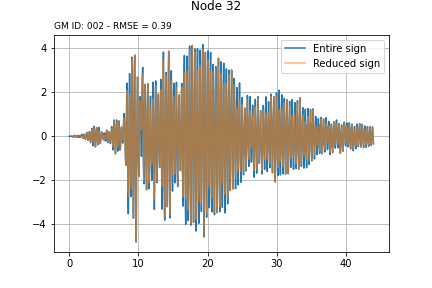 Node 32
GM ID: 002 - RMSE = 0.39
Entire sign
Reduced sign
4
2
0
−2
−4
0 10 20 30 40